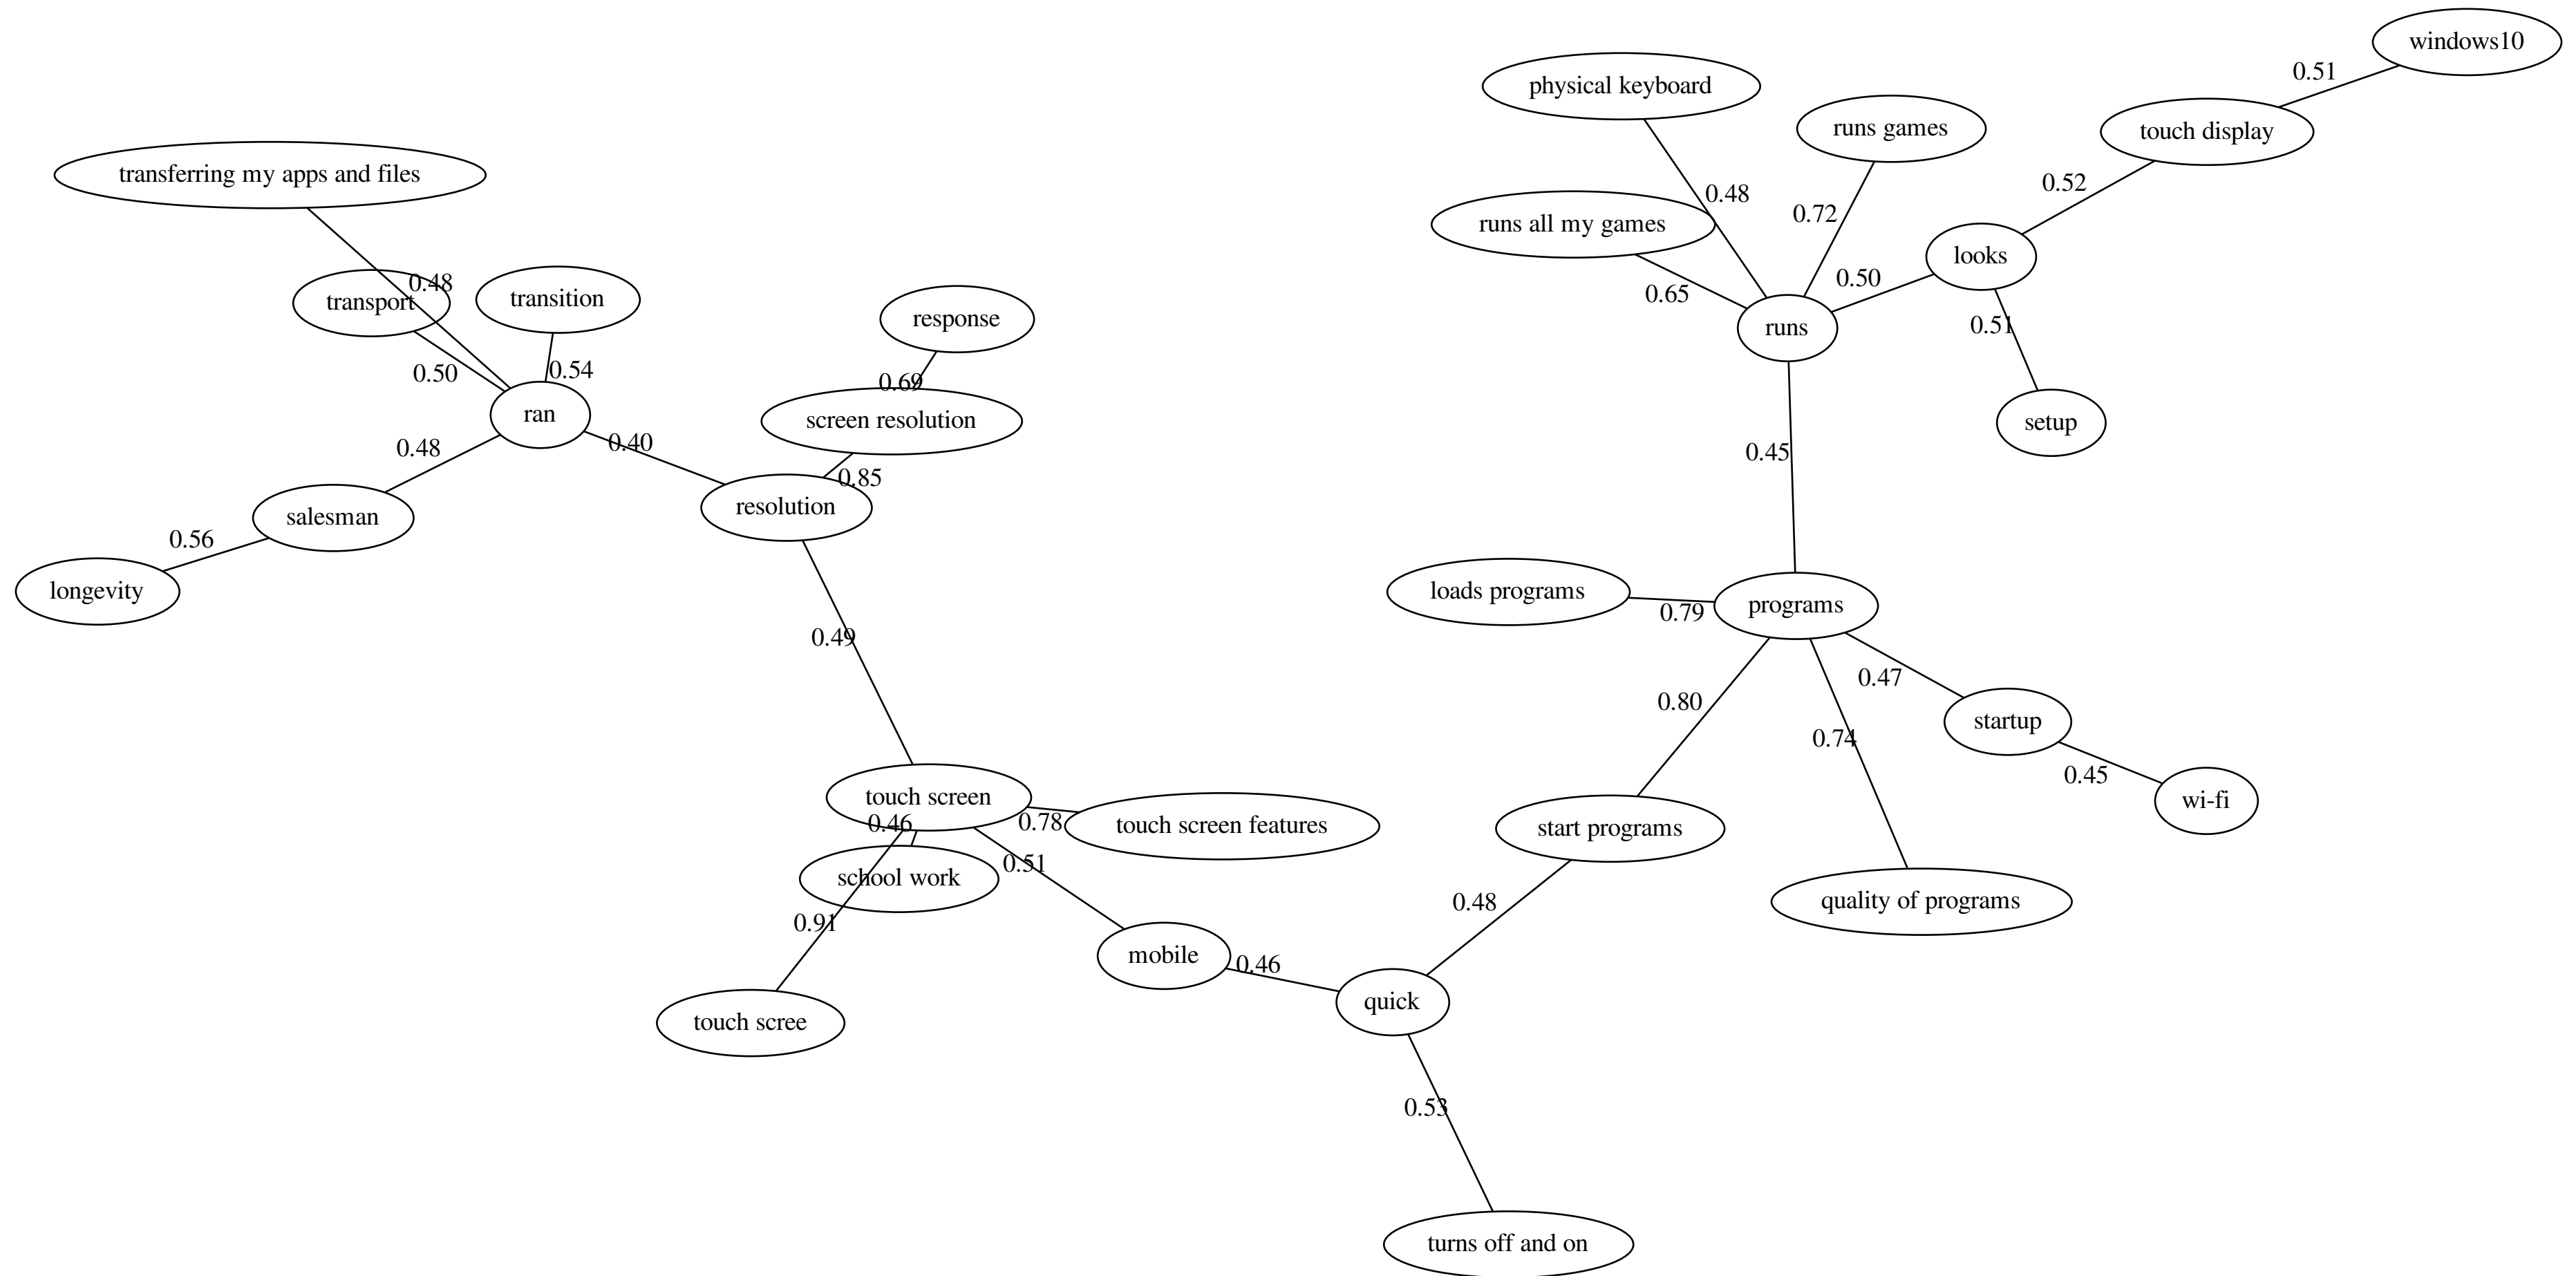 windows10
0.51
physical keyboard
runs games
touch display
transferring my apps and files
0.48
0.52
0.72
runs all my games
looks
0.48
0.50
transport
transition
0.65
response
runs
0.51
0.50
0.54
0.69
ran
screen resolution
setup
0.48
0.40
0.45
0.85
resolution
salesman
0.56
longevity
loads programs
0.79
programs
0.49
0.47
0.80
startup
0.74
0.45
touch screen
wi-fi
0.46
0.78
touch screen features
start programs
0.51
school work
0.48
quality of programs
0.91
mobile
0.46
quick
touch scree
0.53
turns off and on